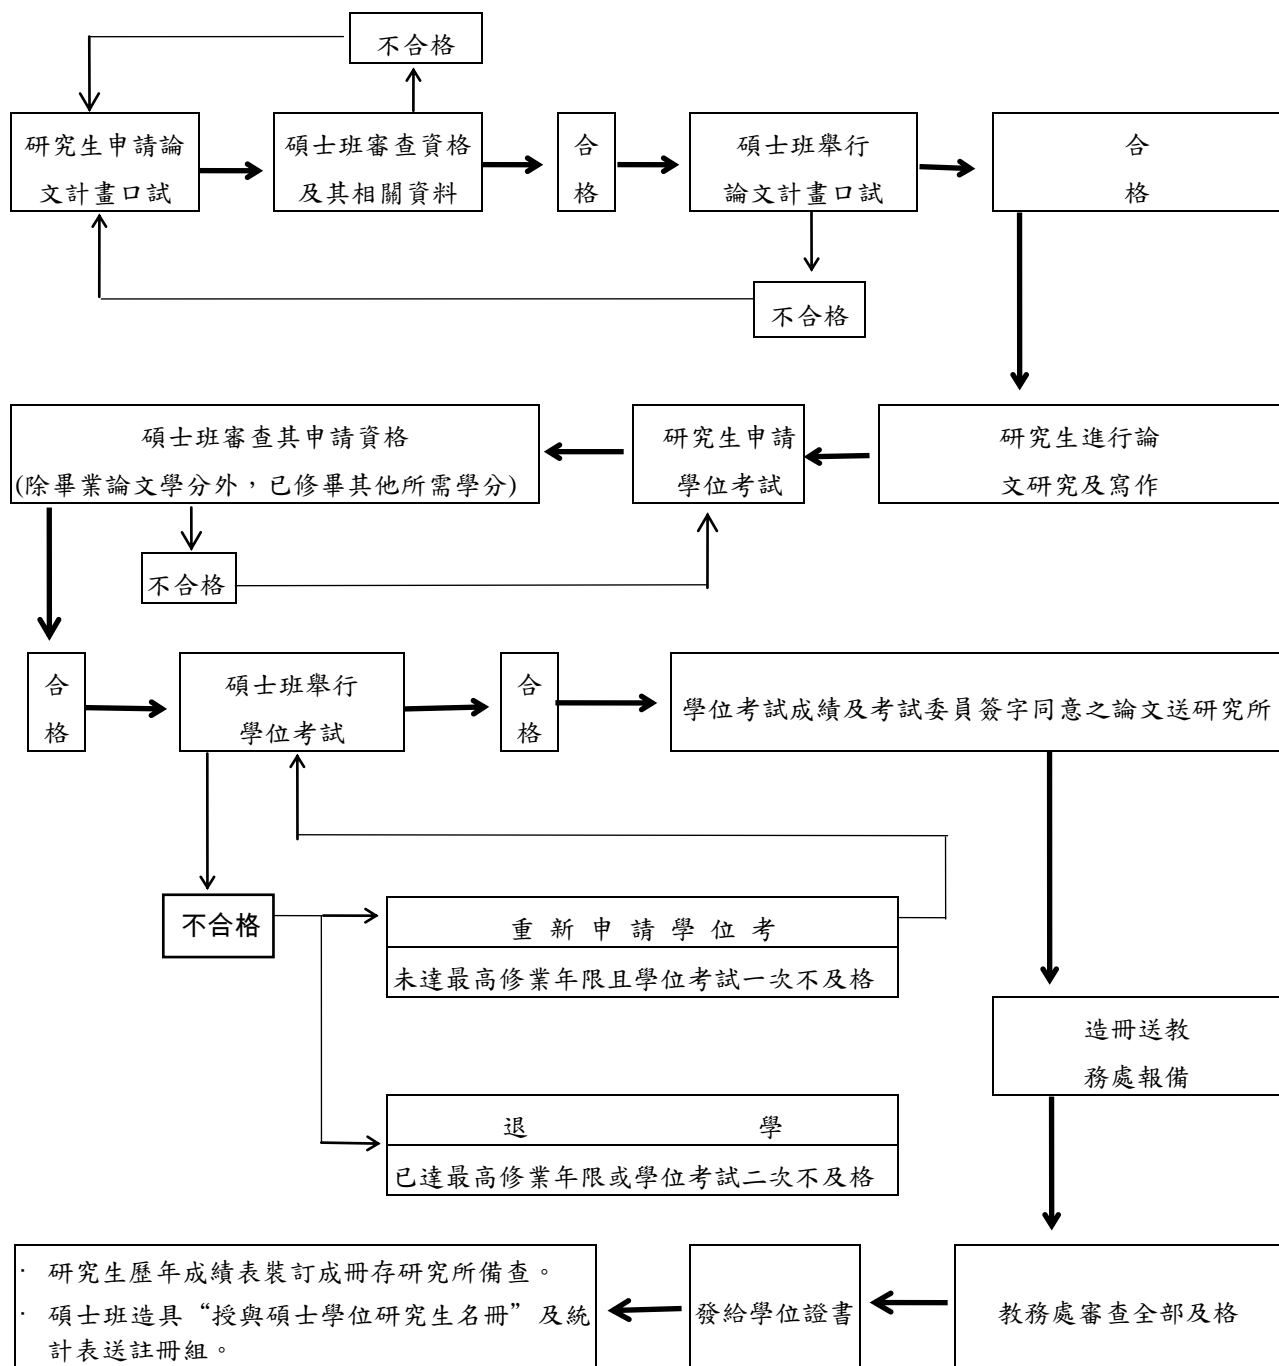 不合格
研究生申請論
文計畫口試
碩士班審查資格
及其相關資料
合
格
碩士班舉行
論文計畫口試
合
格
不合格
碩士班審查其申請資格
(除畢業論文學分外，已修畢其他所需學分)
研究生申請
學位考試
研究生進行論
文研究及寫作
不合格
合
格
碩士班舉行
學位考試
合
格
學位考試成績及考試委員簽字同意之論文送研究所
不合格
重新申請學位考
未達最高修業年限且學位考試一次不及格
造冊送教
務處報備
退學
已達最高修業年限或學位考試二次不及格
· 研究生歷年成績表裝訂成冊存研究所備查。
· 碩士班造具“授與碩士學位研究生名冊”及統
計表送註冊組。
發給學位證書
教務處審查全部及格